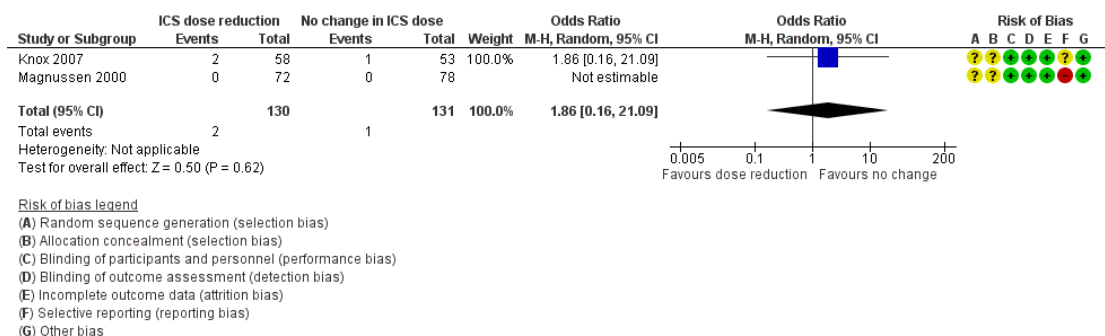 ICS dose reduction No change in ICS dose Odds Ratio Odds Ratio Risk of Bias
Study or Subgroup Events Total Events Total Weight M-H, Random, 95% CI M-H, Random, 95% CI A B C D E F G
Knox 2007 2 58 1 53 100.0% 1.86 [0.16, 21.09] ? ? + + + ? +
Magnussen 2000 0 72 0 78 Not estimable ? ? + + + - +
Total (95% CI) 130 131 100.0% 1.86 [0.16, 21.09]
Total events 2 1
Heterogeneity: Not applicable
Test for overall effect: Z = 0.50 (P = 0.62)
0.005 0.1 1 10 200
Favours dose reduction Favours no change
Risk of bias legend
(A) Random sequence generation (selection bias)
(B) Allocation concealment (selection bias)
(C) Blinding of participants and personnel (performance bias)
(D) Blinding of outcome assessment (detection bias)
(E) Incomplete outcome data (attrition bias)
(F) Selective reporting (reporting bias)
(G) Other bias